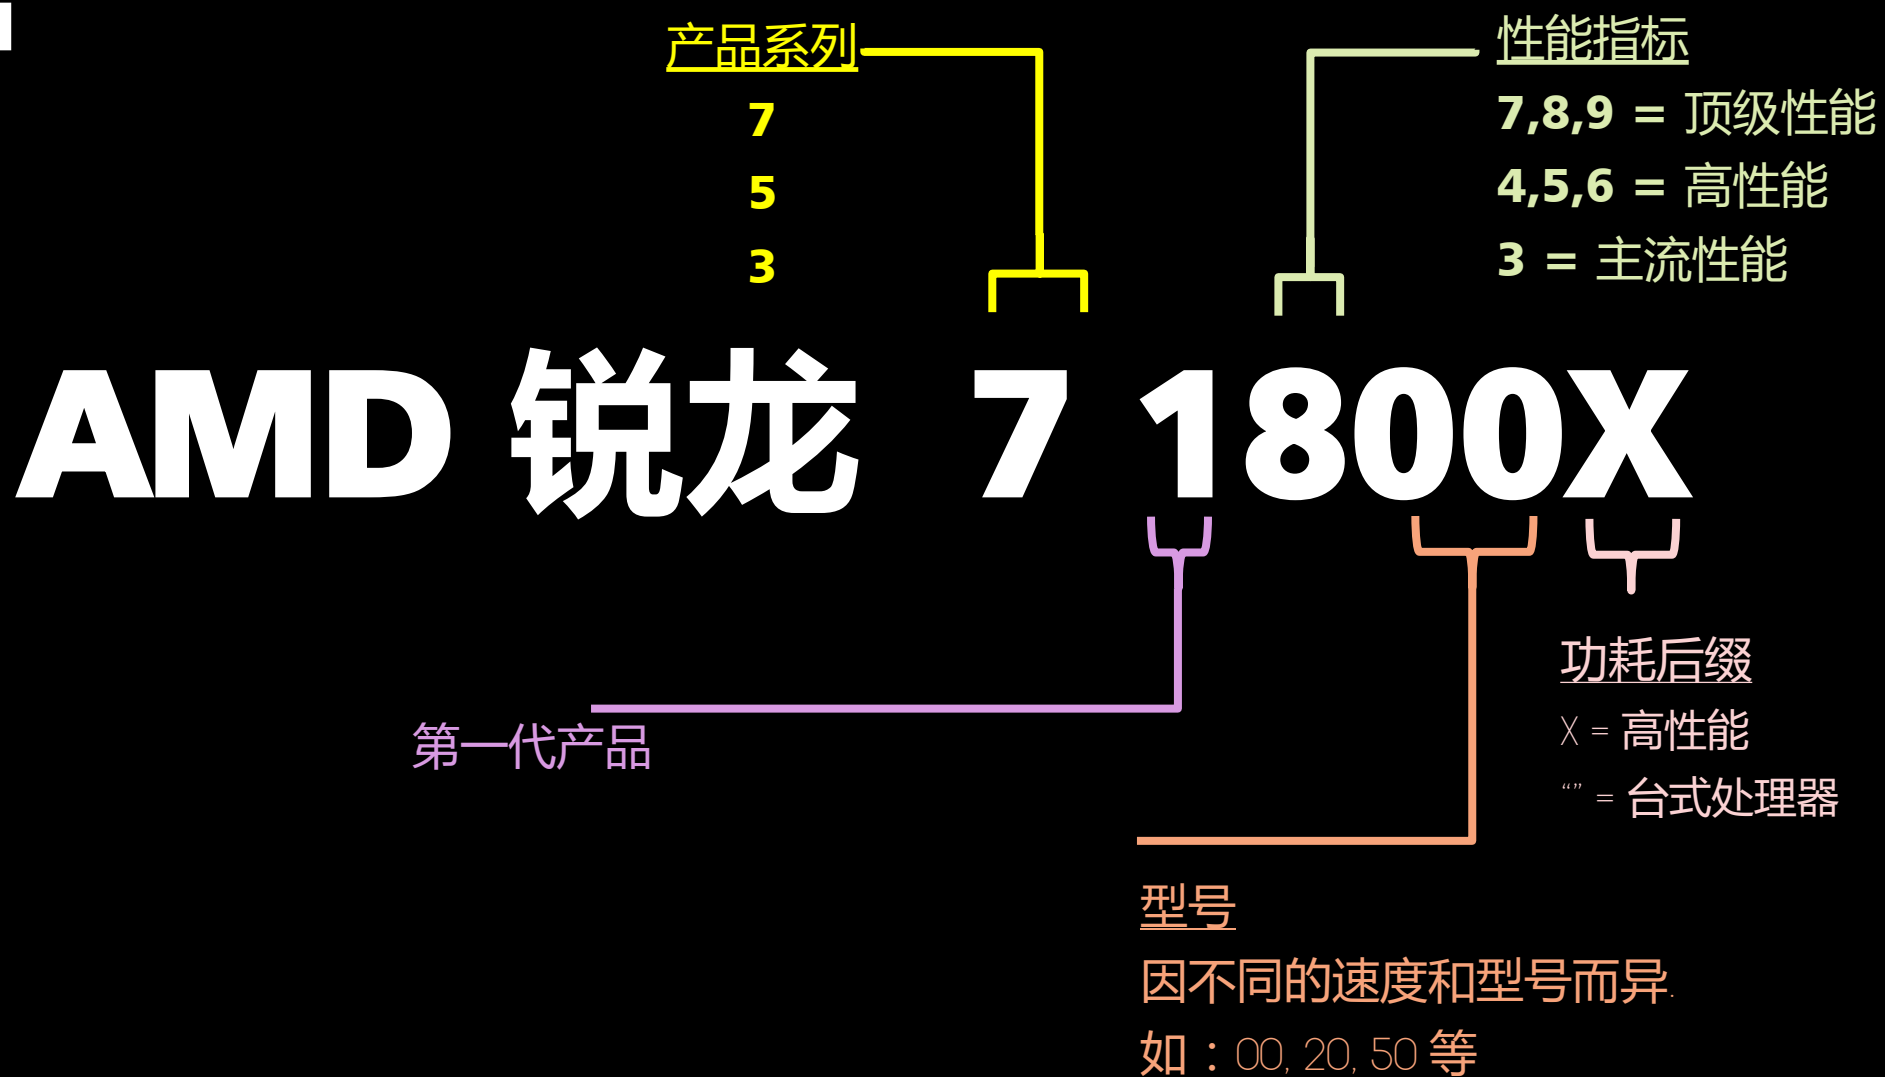 产品系列
7
5
3
性能指标
7,8,9 = 顶级性能
4,5,6 = 高性能
3 = 主流性能
AMD 锐龙 7 1800X
第一代产品
功耗后缀
X = 高性能
“” = 台式处理器
型号
因不同的速度和型号而异.
如：00, 20, 50 等